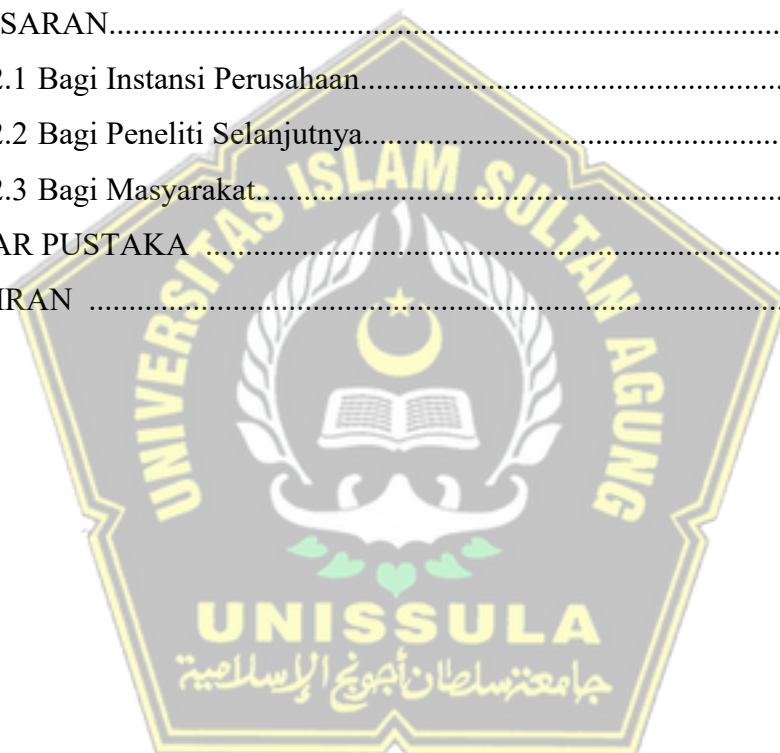 SARAN................................................................................
2.1 Bagi Instansi Perusahaan.....................................................
2.2 Bagi Peneliti Selanjutnya.....................................................
2.3 Bagi Masyarakat..................................................................
AR PUSTAKA .........................................................................
IRAN .......................................................................................
UNIVERSITAS ISLAM SULTAN AGUNG
UNISSULA
جامعة سلطان أجونج الإسلامية